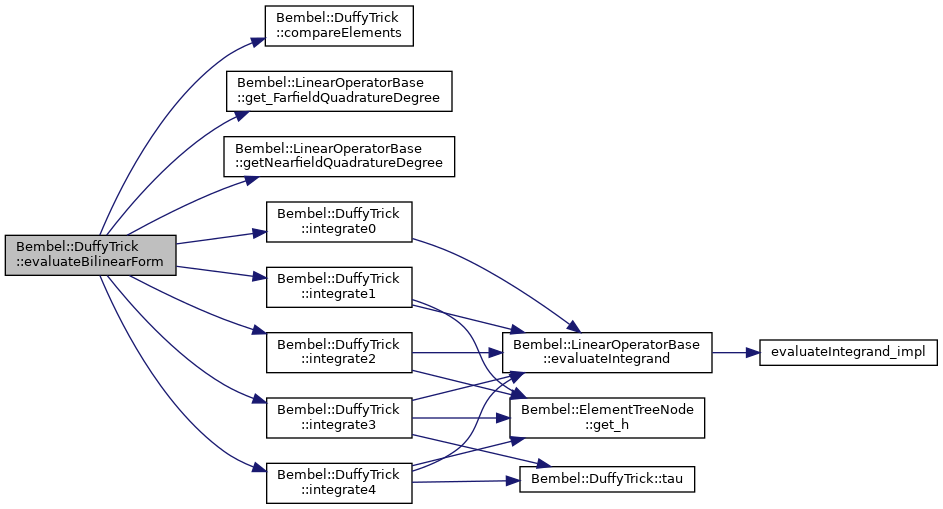 Bembel::DuffyTrick
::evaluateBilinearForm
Bembel::DuffyTrick
::compareElements
Bembel::LinearOperatorBase
::get_FarfieldQuadratureDegree
Bembel::LinearOperatorBase
::getNearfieldQuadratureDegree
Bembel::DuffyTrick
::integrate0
Bembel::DuffyTrick
::integrate1
Bembel::DuffyTrick
::integrate2
Bembel::DuffyTrick
::integrate3
Bembel::DuffyTrick
::integrate4
Bembel::LinearOperatorBase
::evaluateIntegrand
Bembel::ElementTreeNode
::get_h
Bembel::DuffyTrick::tau
evaluateIntegrand_impl